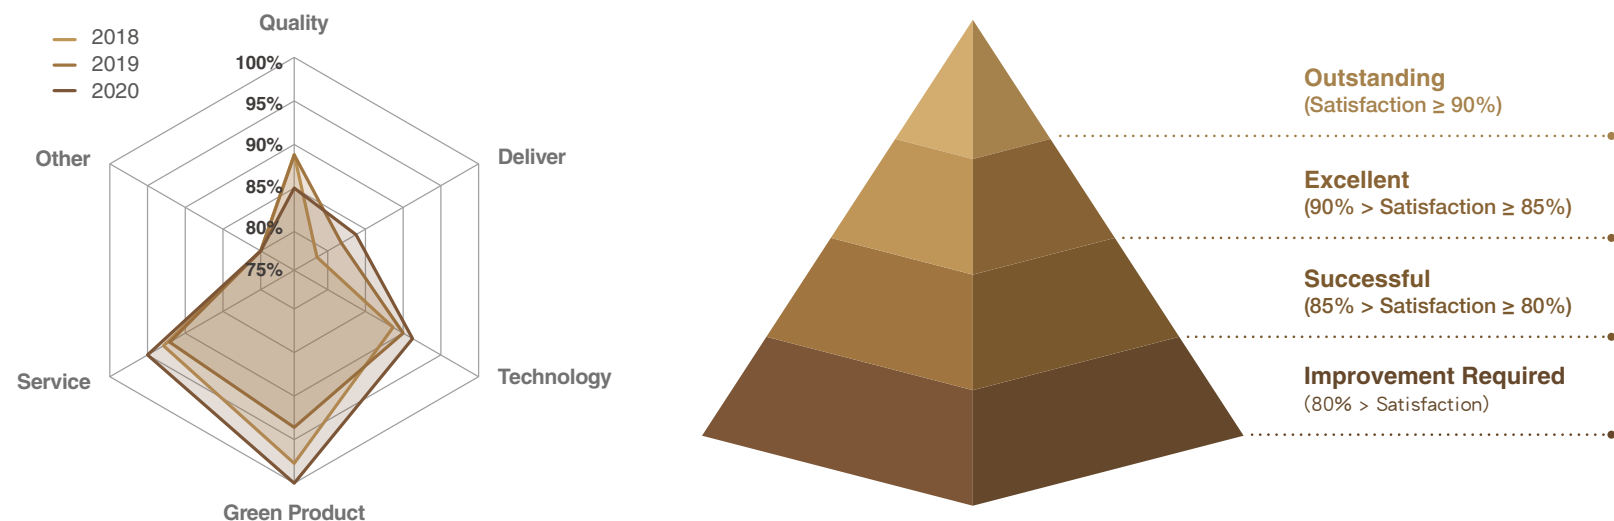 Quality
2018
2019
2020
100%
95%
90%
85%
80%
75%
Other
Deliver
Service
Technology
Green Product
Outstanding
(Satisfaction ≥ 90%)
Excellent
(90% > Satisfaction ≥ 85%)
Successful
(85% > Satisfaction ≥ 80%)
Improvement Required
(80% > Satisfaction)